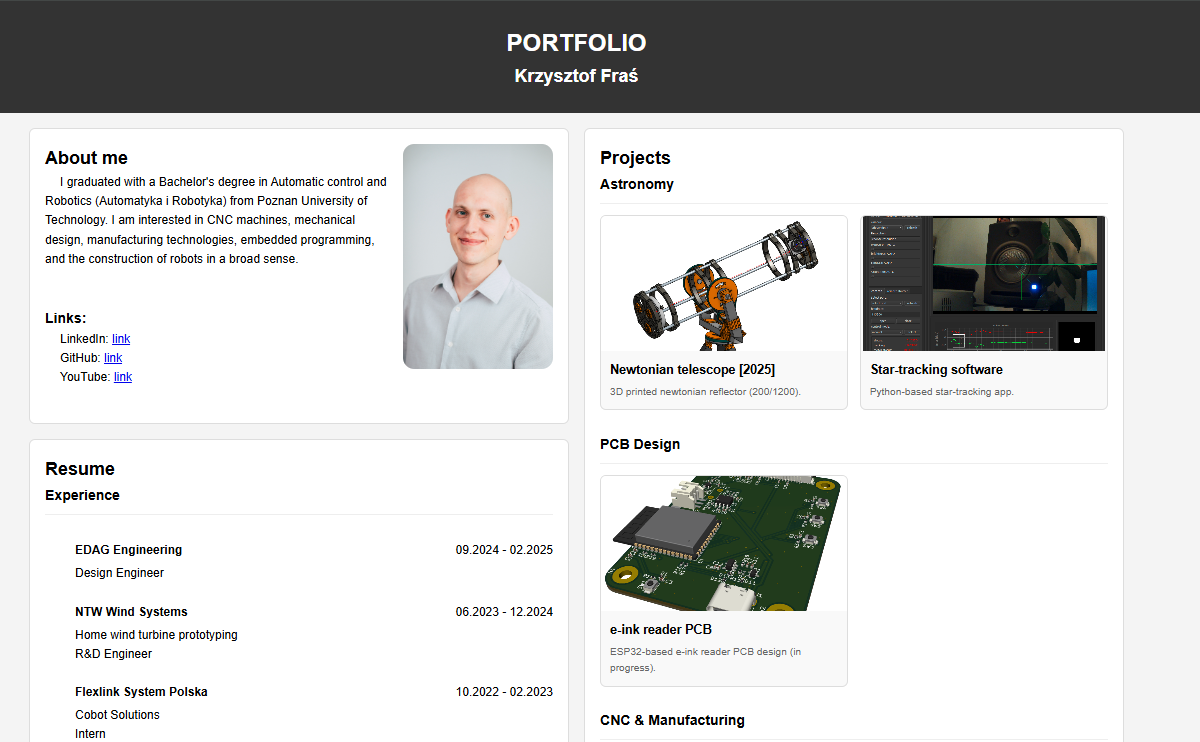 PORTFOLIO
Krzysztof Fraś
About me
I graduated with a Bachelor's degree in Automatic control and
Robotics (Automatyka i Robotyka) from Poznan University of
Technology. I am interested in CNC machines, mechanical
design, manufacturing technologies, embedded programming,
and the construction of robots in a broad sense.
Links:
LinkedIn: link
GitHub: link
YouTube: link
Resume
Experience
EDAG Engineering 09.2024 - 02.2025
Design Engineer
NTW Wind Systems 06.2023 - 12.2024
Home wind turbine prototyping
R&D Engineer
Flexlink System Polska 10.2022 - 02.2023
Cobot Solutions
Intern
Projects
Astronomy
Newtonian telescope [2025]
3D printed newtonian reflector (200/1200).
Star-tracking software
Python-based star-tracking app.
PCB Design
e-ink reader PCB
ESP32-based e-ink reader PCB design (in
progress).
CNC & Manufacturing